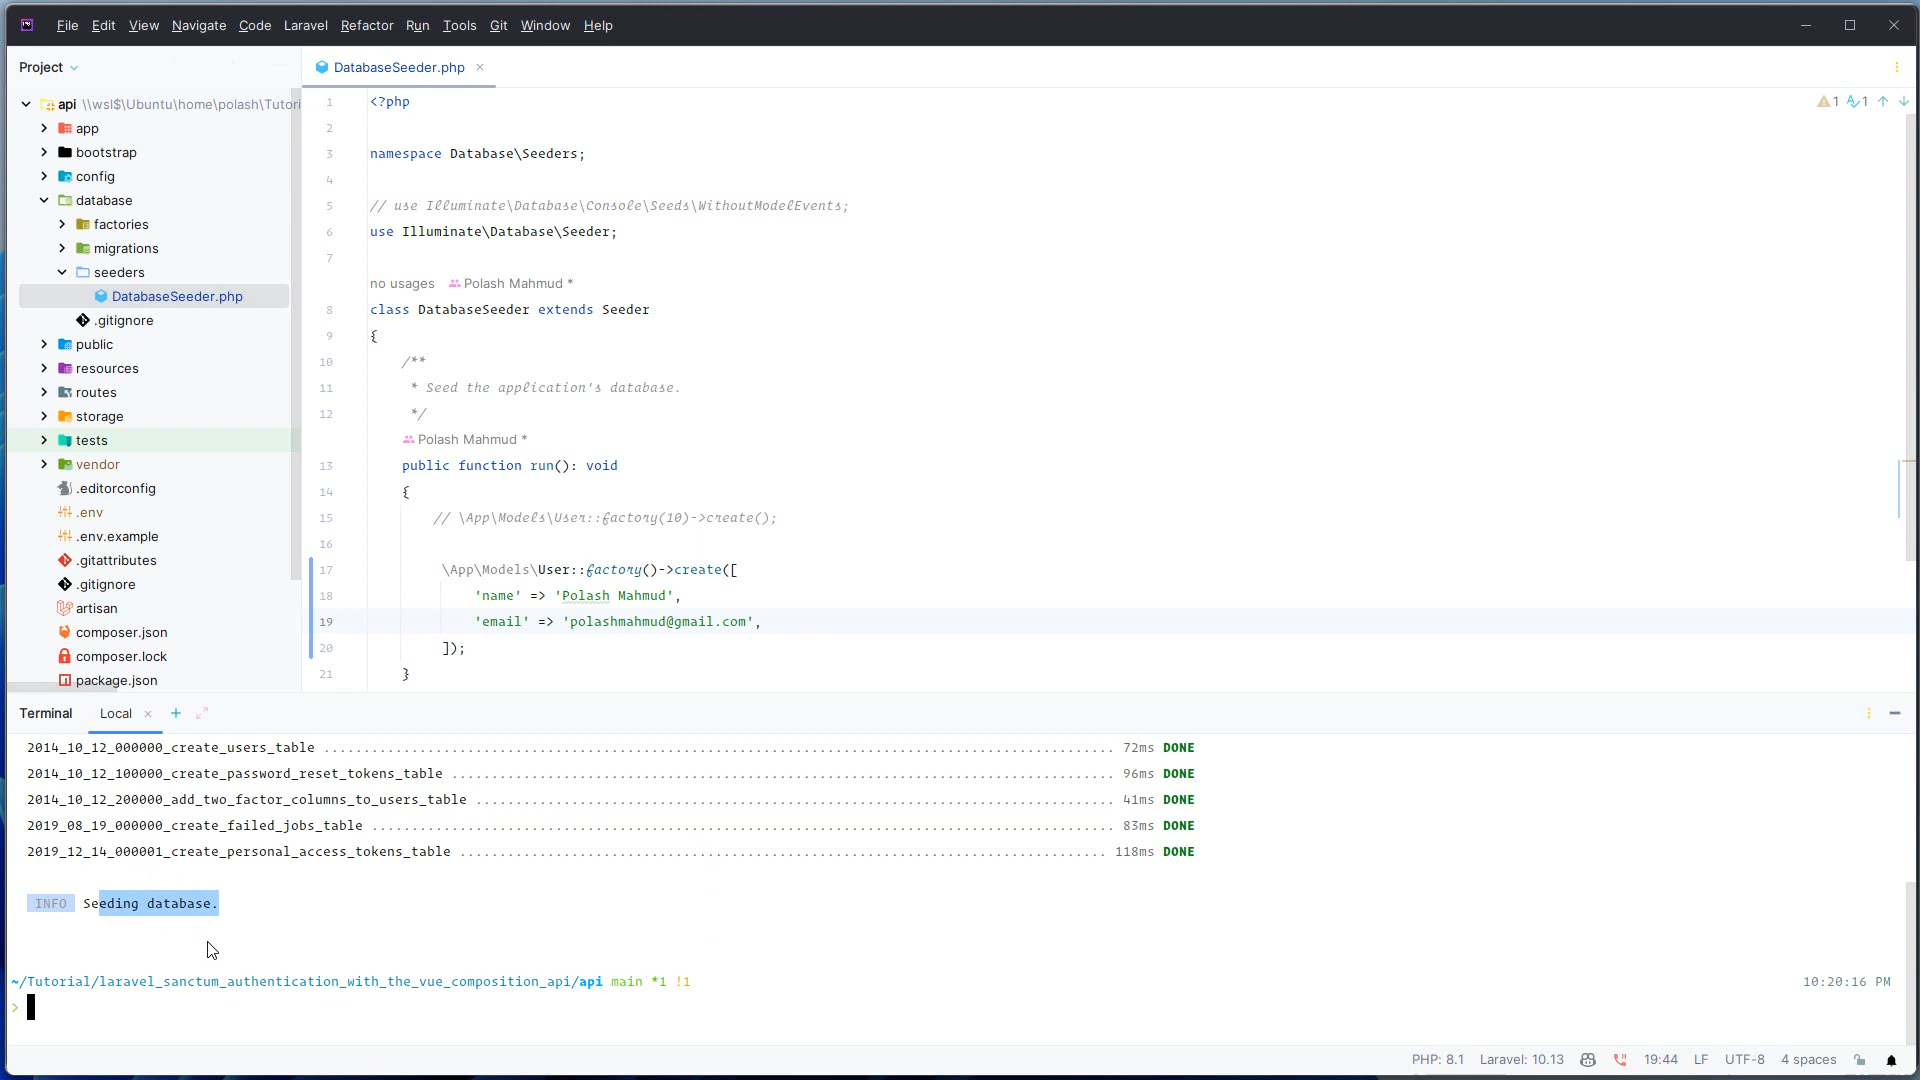 File Edit View Navigate Code Laravel Refactor Run Tools Git Window Help
Project
DatabaseSeeder.php
api \\wsl$\Ubuntu\home\polash\Tutori
app
bootstrap
config
database
factories
migrations
seeders
DatabaseSeeder.php
.gitignore
public
resources
routes
storage
tests
vendor
.editorconfig
.env
.env.example
.gitattributes
.gitignore
artisan
composer.json
composer.lock
package.json
1 <?php
2
3 namespace Database\Seeders;
4
5 // use Illuminate\Database\Console\Seeds\WithoutModelEvents;
6 use Illuminate\Database\Seeder;
7
no usages Polash Mahmud *
8 class DatabaseSeeder extends Seeder
9 {
10 /**
11 * Seed the application's database.
12 */
Polash Mahmud *
13 public function run(): void
14 {
15 // \App\Models\User::factory(10)->create();
16
17 \App\Models\User::factory()->create([
18 'name' => 'Polash Mahmud',
19 'email' => 'polashmahmud@gmail.com',
20 ]);
21 }
1 1
Terminal Local
2014_10_12_000000_create_users_table ................................................................................................... 72ms DONE
2014_10_12_100000_create_password_reset_tokens_table ................................................................................... 96ms DONE
2014_10_12_200000_add_two_factor_columns_to_users_table ................................................................................ 41ms DONE
2019_08_19_000000_create_failed_jobs_table ............................................................................................. 83ms DONE
2019_12_14_000001_create_personal_access_tokens_table ................................................................................. 118ms DONE
INFO Seeding database.
~/Tutorial/laravel_sanctum_authentication_with_the_vue_composition_api/api main *1 !1 10:20:16 PM
>
PHP: 8.1 Laravel: 10.13 19:44 LF UTF-8 4 spaces